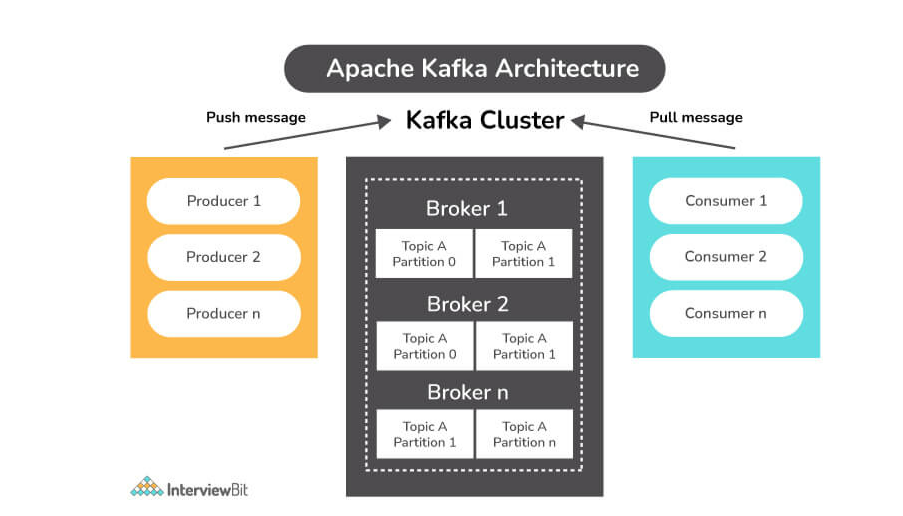 Apache Kafka Architecture
Push message
Kafka Cluster
Pull message
Producer 1
Producer 2
Producer n
Broker 1
Topic A
Partition 0
Topic A
Partition 1
Broker 2
Topic A
Partition 0
Topic A
Partition 1
Broker n
Topic A
Partition 1
Topic A
Partition n
Consumer 1
Consumer 2
Consumer n
InterviewBit